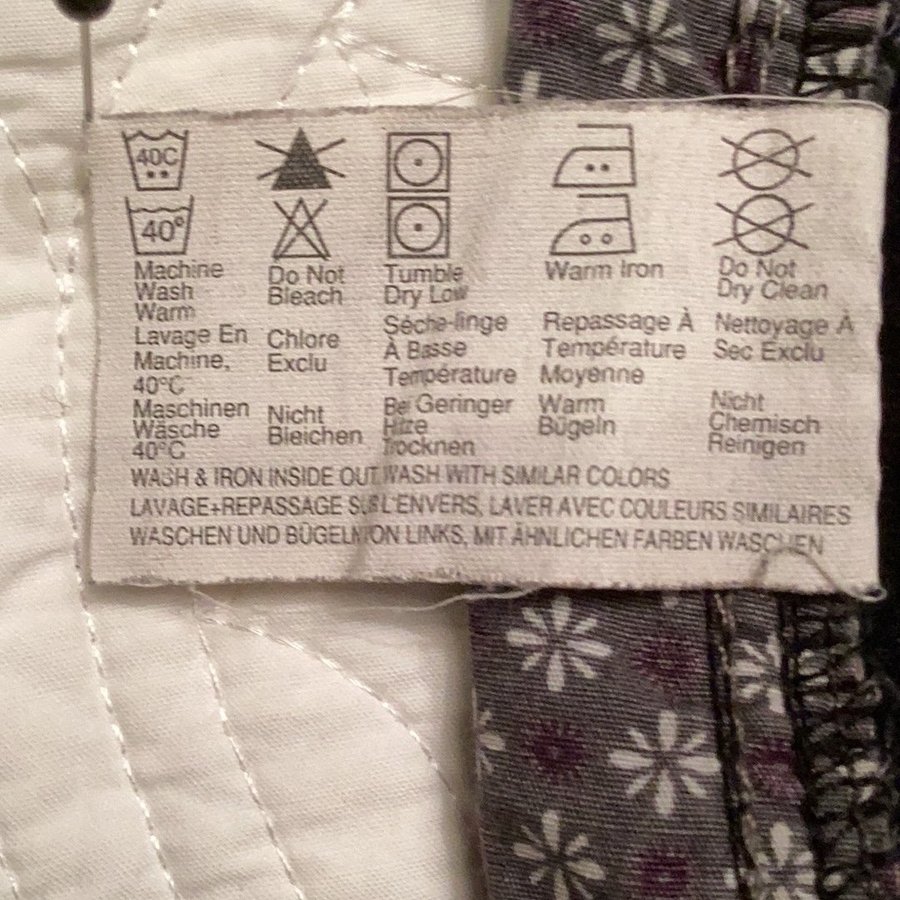 40C
40°
Machine
Wash
Warm
Lavage En
Machine,
40°C
Maschinen
Wäsche
40°C
Do Not
Bleach
Chlore
Exclu
Nicht
Bleichen
Tumble
Dry Low
Séche-linge
À Basse
Température
Bei Geringer
Hitze
Trocknen
Warm Iron
Repassage À
Température
Moyenne
Warm
Bügeln
Do Not
Dry Clean
Nettoyage À
Sec Exclu
Nicht
Chemisch
Reinigen
WASH & IRON INSIDE OUT, WASH WITH SIMILAR COLORS
LAVAGE+REPASSAGE SUR L'ENVERS, LAVER AVEC COULEURS SIMILAIRES
WASCHEN UND BÜGELN VON LINKS, MIT ÄHNLICHEN FARBEN WASCHEN